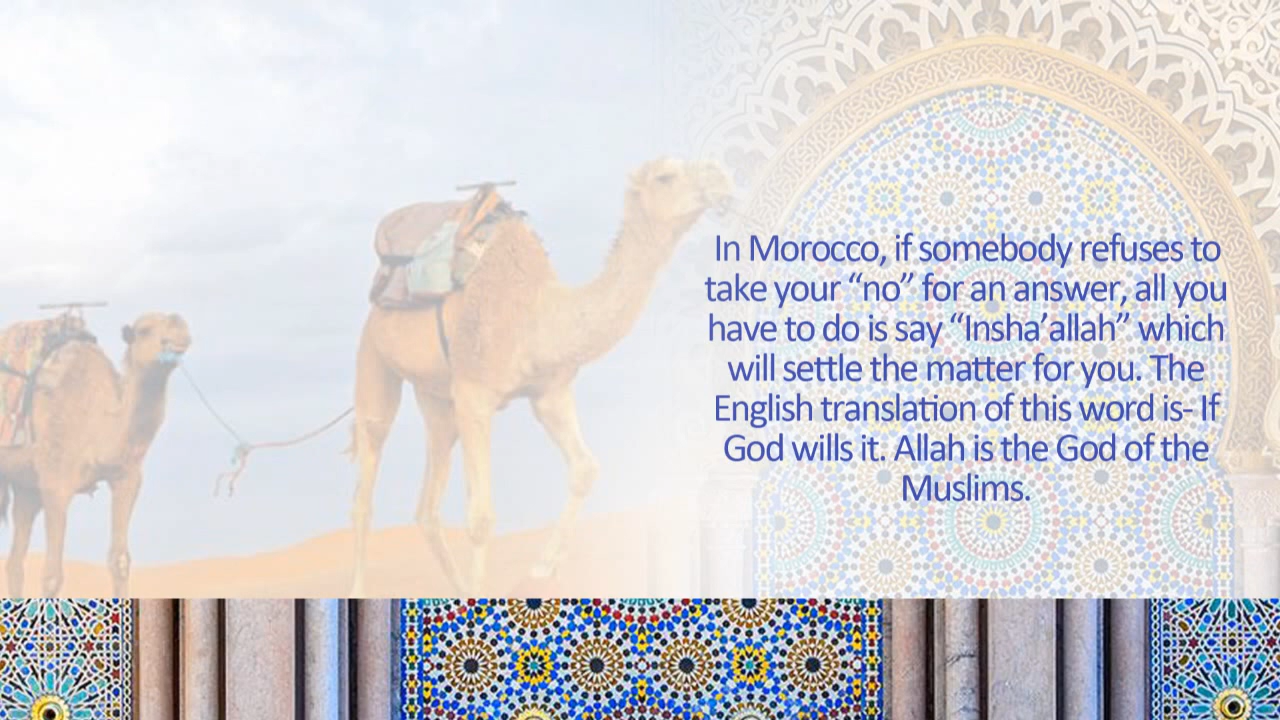 In Morocco, if somebody refuses to
take your “no” for an answer, all you
have to do is say “Insha’allah” which
will settle the matter for you. The
English translation of this word is- If
God wills it. Allah is the God of the
Muslims.